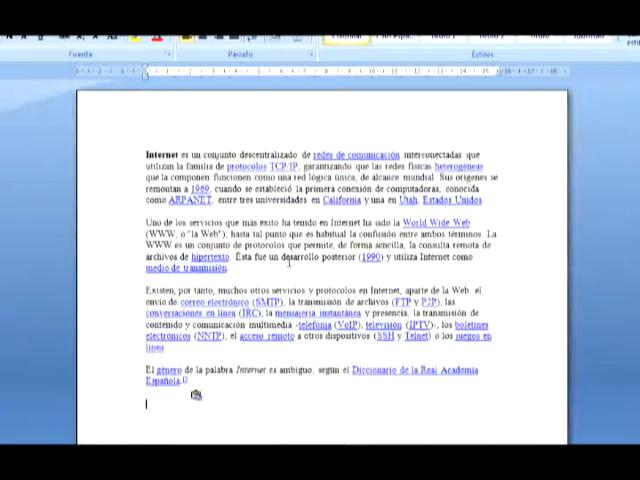 Fuente Párrafo Estilos
Internet es un conjunto descentralizado de redes de comunicación interconectadas que
utilizan la familia de protocolos TCP/IP, garantizando que las redes físicas heterogéneas
que la componen funcionen como una red lógica única, de alcance mundial. Sus orígenes se
remontan a 1969, cuando se estableció la primera conexión de computadoras, conocida
como ARPANET, entre tres universidades en California y una en Utah, Estados Unidos.
Uno de los servicios que más éxito ha tenido en Internet ha sido la World Wide Web
(WWW, o "la Web"), hasta tal punto que es habitual la confusión entre ambos términos. La
WWW es un conjunto de protocolos que permite, de forma sencilla, la consulta remota de
archivos de hipertexto. Ésta fue un desarrollo posterior (1990) y utiliza Internet como
medio de transmisión.
Existen, por tanto, muchos otros servicios y protocolos en Internet, aparte de la Web: el
envío de correo electrónico (SMTP), la transmisión de archivos (FTP y P2P), las
conversaciones en línea (IRC), la mensajería instantánea y presencia, la transmisión de
contenido y comunicación multimedia -telefonía (VoIP), televisión (IPTV)-, los boletines
electrónicos (NNTP), el acceso remoto a otros dispositivos (SSH y Telnet) o los juegos en
línea
El género de la palabra Internet es ambiguo, según el Diccionario de la Real Academia
Española.